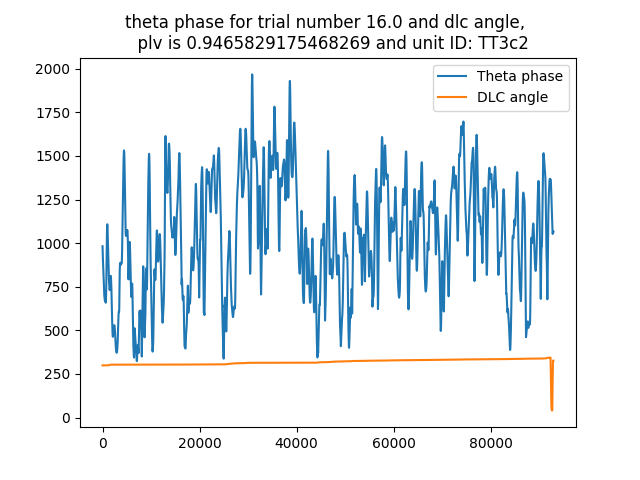 theta phase for trial number 16.0 and dlc angle,
plv is 0.9465829175468269 and unit ID: TT3c2
Theta phase
DLC angle
2000
1750
1500
1250
1000
750
500
250
0
0 20000 40000 60000 80000